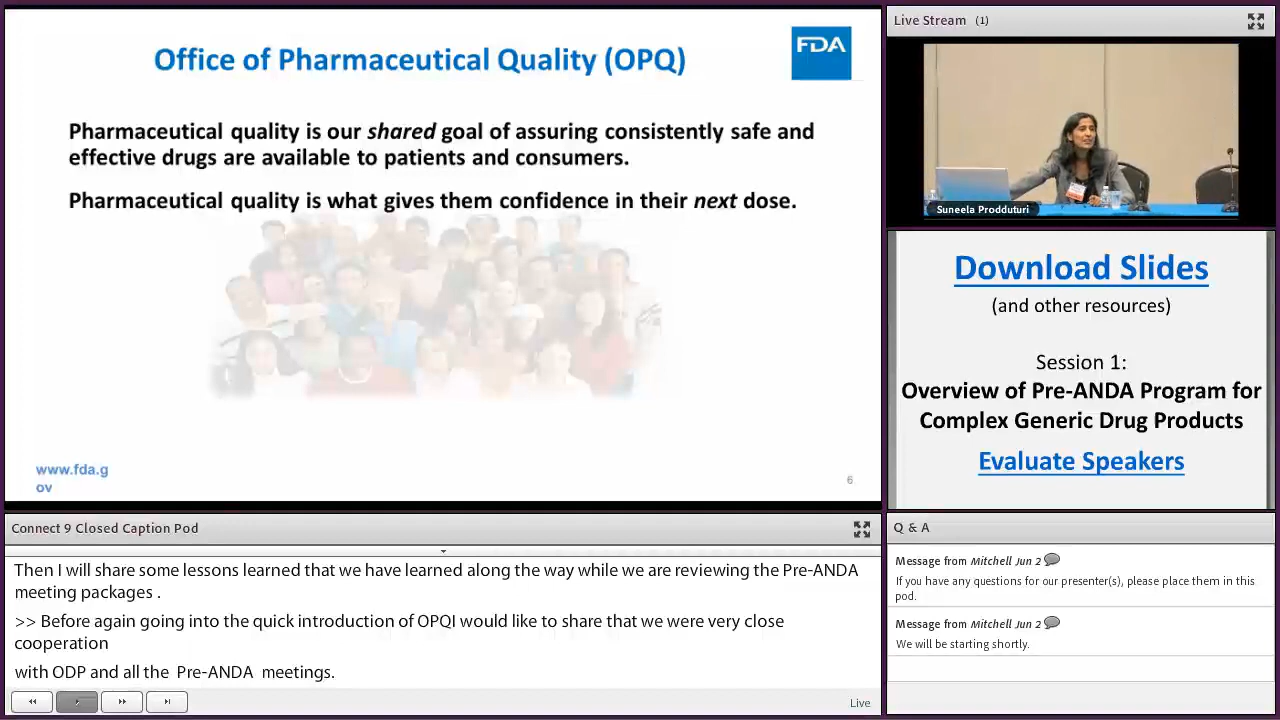 Office of Pharmaceutical Quality (OPQ)
FDA
Pharmaceutical quality is our shared goal of assuring consistently safe and
effective drugs are available to patients and consumers.
Pharmaceutical quality is what gives them confidence in their next dose.
www.fda.g
ov
6
Live Stream (1)
Suneela Prodduturi
Download Slides
(and other resources)
Session 1:
Overview of Pre-ANDA Program for
Complex Generic Drug Products
Evaluate Speakers
Connect 9 Closed Caption Pod
Then I will share some lessons learned that we have learned along the way while we are reviewing the Pre-ANDA
meeting packages .
>> Before again going into the quick introduction of OPQI would like to share that we were very close
cooperation
with ODP and all the Pre-ANDA meetings.
Live
Q & A
Message from Mitchell Jun 2
If you have any questions for our presenter(s), please place them in this
pod.
Message from Mitchell Jun 2
We will be starting shortly.